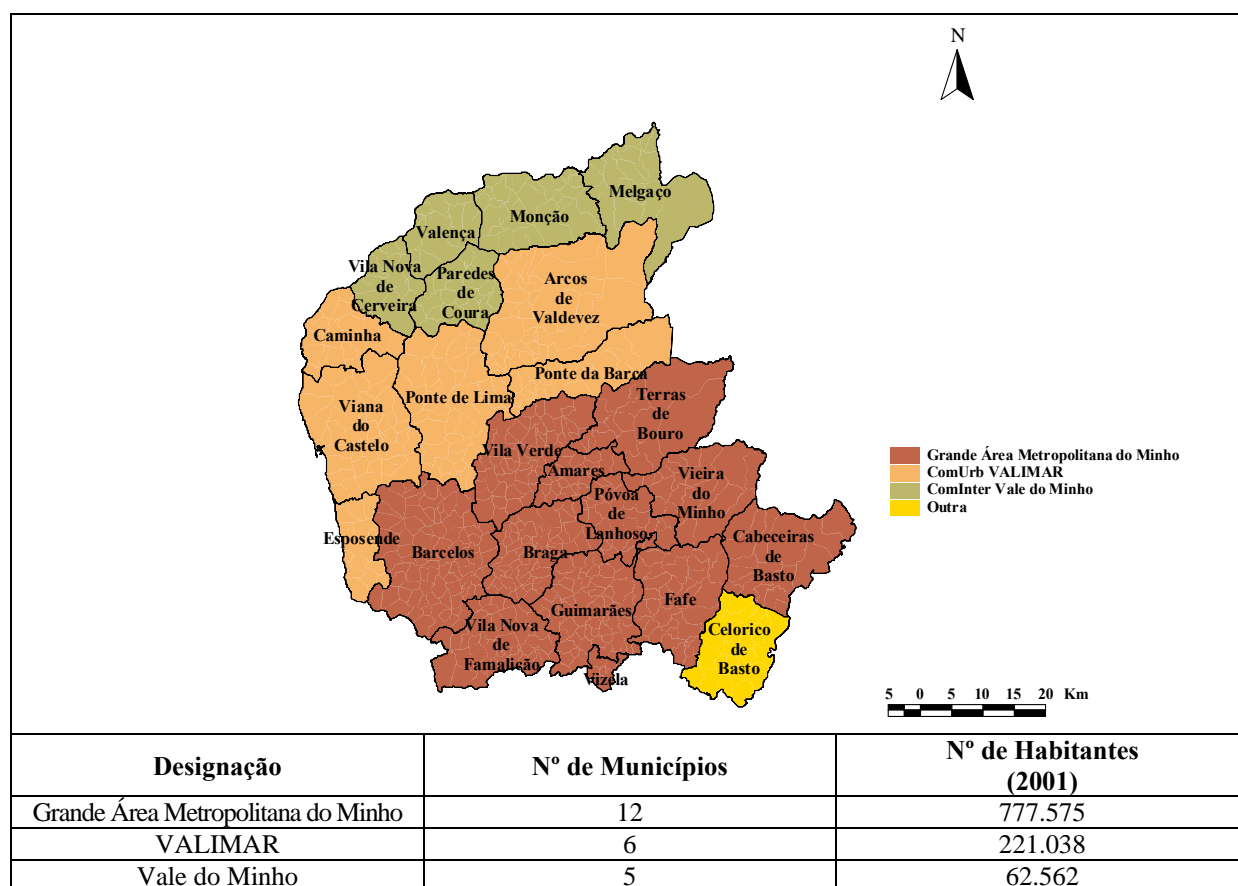 N
Melgaço
Monção
Valença
Vila Nova
de
Cerveira
Paredes
de
Coura
Arcos
de
Valdevez
Caminha
Ponte da Barca
Ponte de Lima
Viana
do
Castelo
Terras
de
Bouro
Vila Verde
Amares
Vieira
do
Minho
Póvoa
de
Lanhoso
Esposende
Barcelos
Braga
Cabeceiras
de
Basto
Guimarães
Fafe
Vila Nova
de
Famalicão
Celorico
de
Basto
Vizela
Grande Área Metropolitana do Minho
ComUrb VALIMAR
ComInter Vale do Minho
Outra
5 0 5 10 15 20 Km
Designação Nº de Municípios Nº de Habitantes
(2001)
Grande Área Metropolitana do Minho 12 777.575
VALIMAR 6 221.038
Vale do Minho 5 62.562